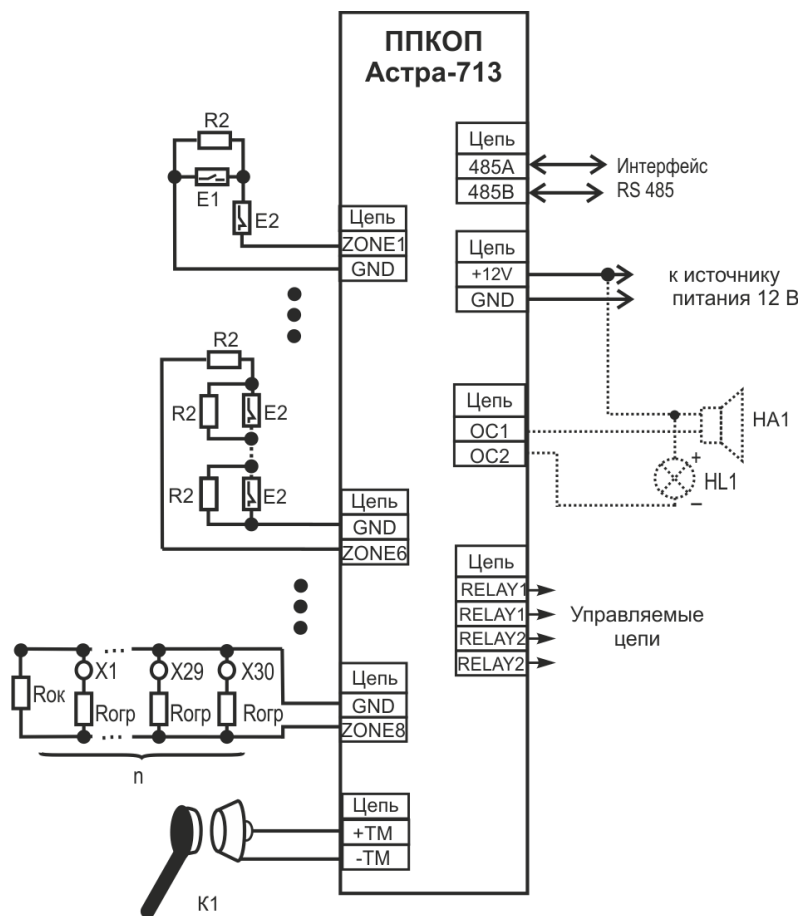 ППКОП
Астра-713
R2
E1
E2
Цепь
ZONE1
GND
R2
R2
E2
R2
E2
Цепь
GND
ZONE6
X1
X29
X30
Rок
Rогр
Rогр
Rогр
n
Цепь
GND
ZONE8
Цепь
+TM
-TM
К1
Цепь
485A
485B
Интерфейс
RS 485
Цепь
+12V
GND
к источнику
питания 12 В
Цепь
OC1
OC2
HA1
+
HL1
–
Цепь
RELAY1
RELAY1
RELAY2
RELAY2
Управляемые
цепи